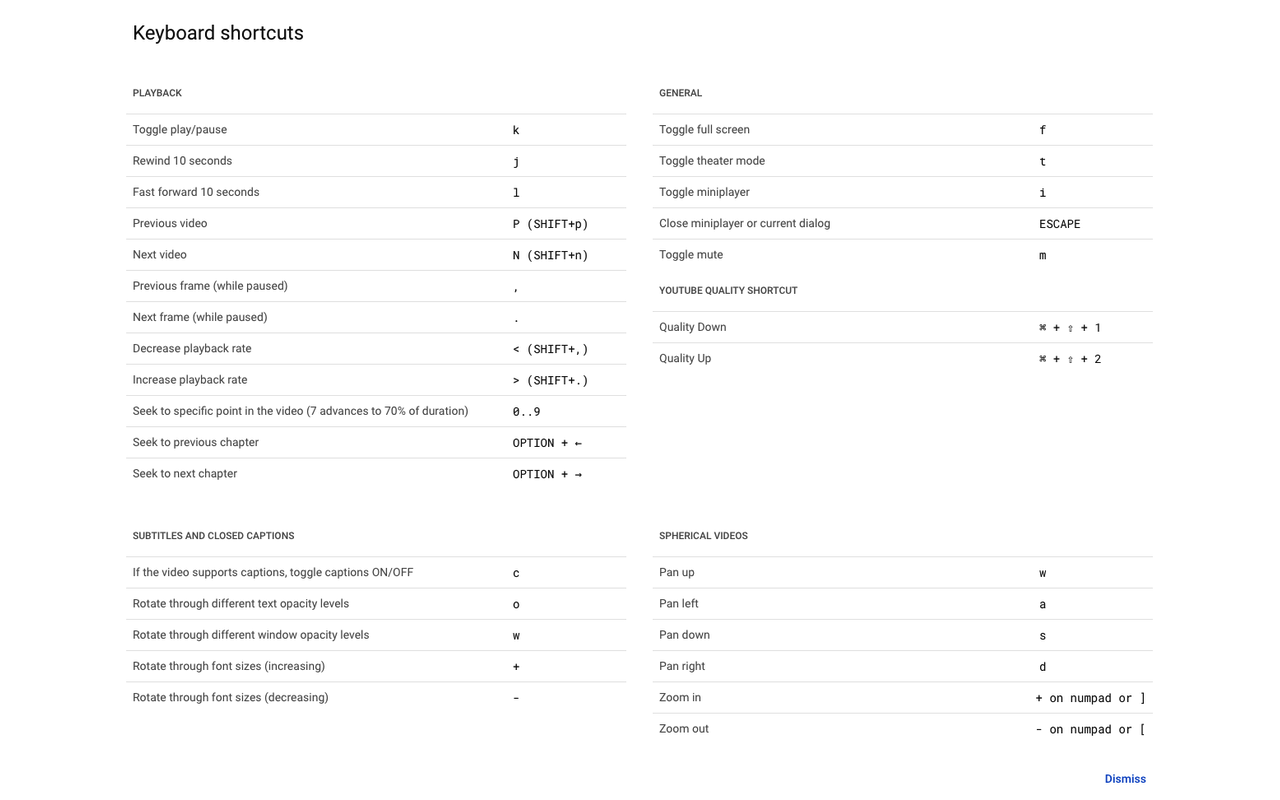 Keyboard shortcuts
PLAYBACK
Toggle play/pause k
Rewind 10 seconds j
Fast forward 10 seconds l
Previous video P (SHIFT+p)
Next video N (SHIFT+n)
Previous frame (while paused) ,
Next frame (while paused) .
Decrease playback rate < (SHIFT+,)
Increase playback rate > (SHIFT+.)
Seek to specific point in the video (7 advances to 70% of duration) 0..9
Seek to previous chapter OPTION + ←
Seek to next chapter OPTION + →
GENERAL
Toggle full screen f
Toggle theater mode t
Toggle miniplayer i
Close miniplayer or current dialog ESCAPE
Toggle mute m
YOUTUBE QUALITY SHORTCUT
Quality Down ⌘ + ⇧ + 1
Quality Up ⌘ + ⇧ + 2
SUBTITLES AND CLOSED CAPTIONS
If the video supports captions, toggle captions ON/OFF c
Rotate through different text opacity levels o
Rotate through different window opacity levels w
Rotate through font sizes (increasing) +
Rotate through font sizes (decreasing) -
SPHERICAL VIDEOS
Pan up w
Pan left a
Pan down s
Pan right d
Zoom in + on numpad or ]
Zoom out - on numpad or [
Dismiss